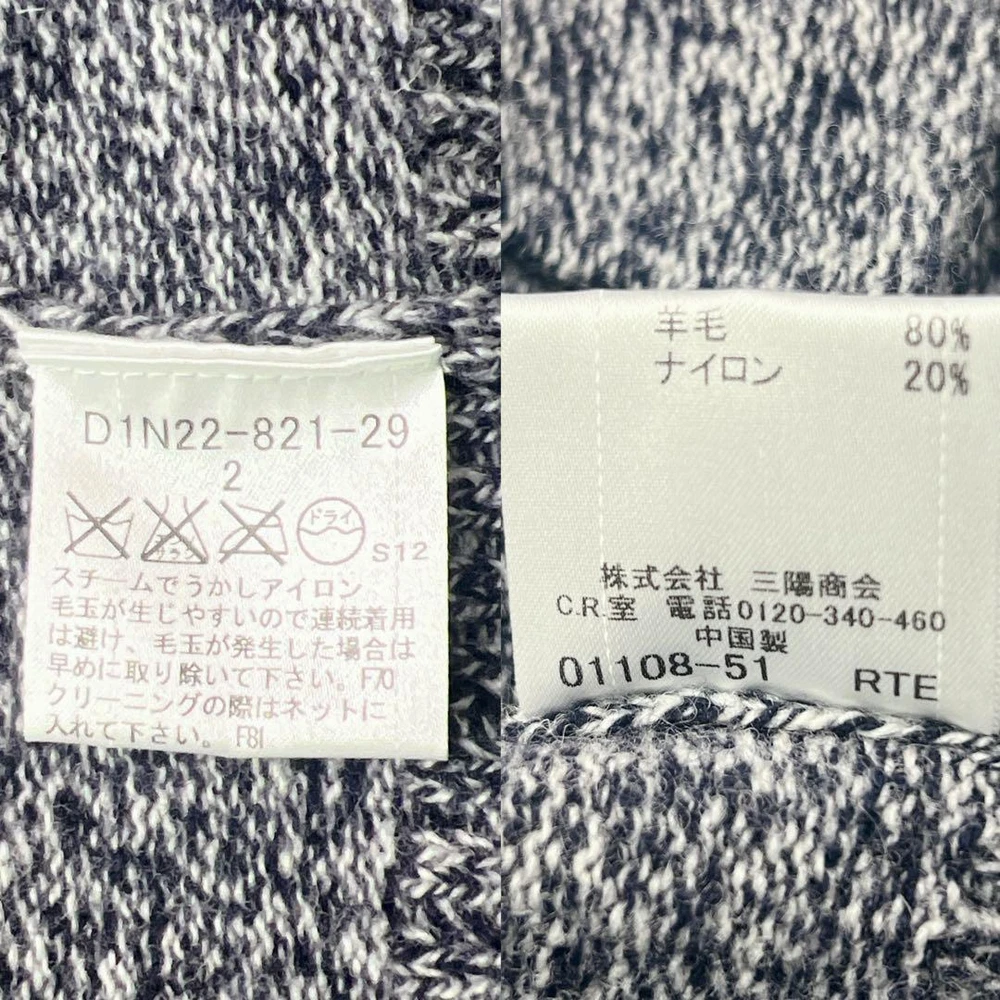 D1N22-821-29
2
ドライ
S12
スチームでうかしアイロン
毛玉が生じやすいので連続着用
は避け、毛玉が発生した場合は
早めに取り除いて下さい。F70
クリーニングの際はネットに
入れて下さい。F81
羊毛 80%
ナイロン 20%
株式会社 三陽商会
C.R.室 電話0120-340-460
中国製
01108-51 RTE